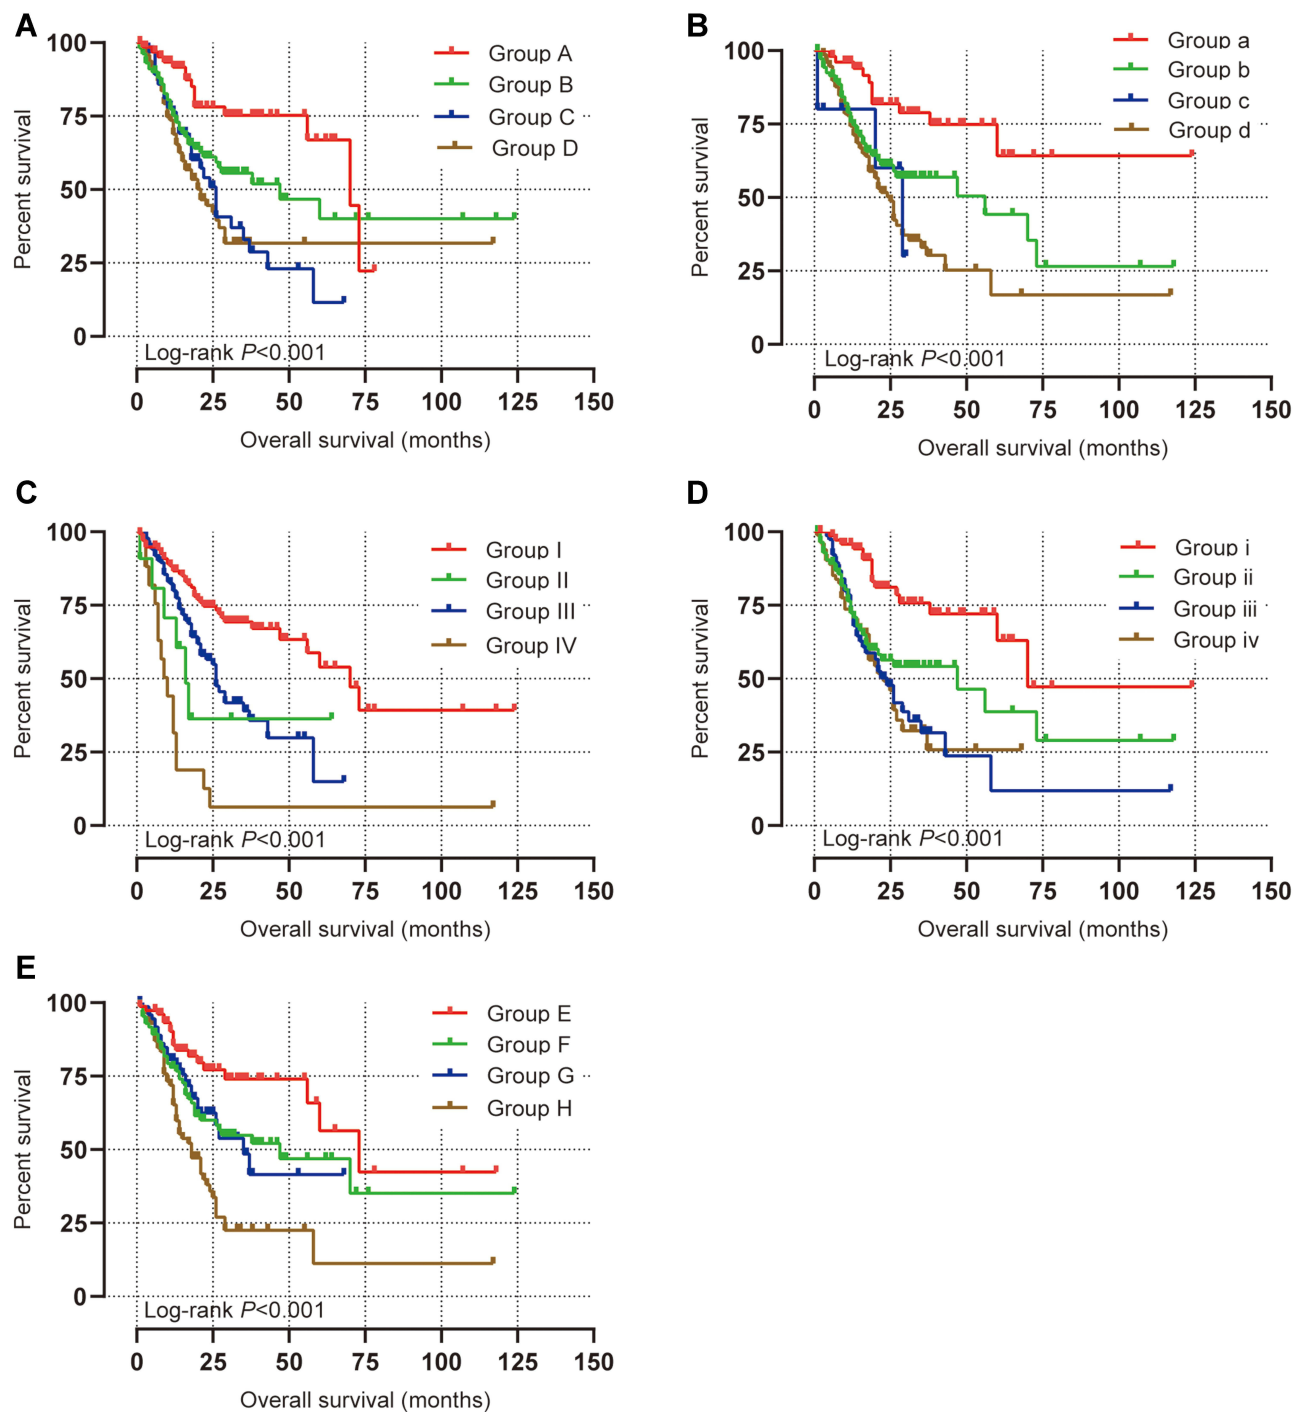 A
Percent survival
100
75
50
25
0
Group A
Group B
Group C
Group D
Log-rank P<0.001
0 25 50 75 100 125 150
Overall survival (months)
B
Percent survival
100
75
50
25
0
Group a
Group b
Group c
Group d
Log-rank P<0.001
0 25 50 75 100 125 150
Overall survival (months)
C
Percent survival
100
75
50
25
0
Group I
Group II
Group III
Group IV
Log-rank P<0.001
0 25 50 75 100 125 150
Overall survival (months)
D
Percent survival
100
75
50
25
0
Group i
Group ii
Group iii
Group iv
Log-rank P<0.001
0 25 50 75 100 125 150
Overall survival (months)
E
Percent survival
100
75
50
25
0
Group E
Group F
Group G
Group H
Log-rank P<0.001
0 25 50 75 100 125 150
Overall survival (months)